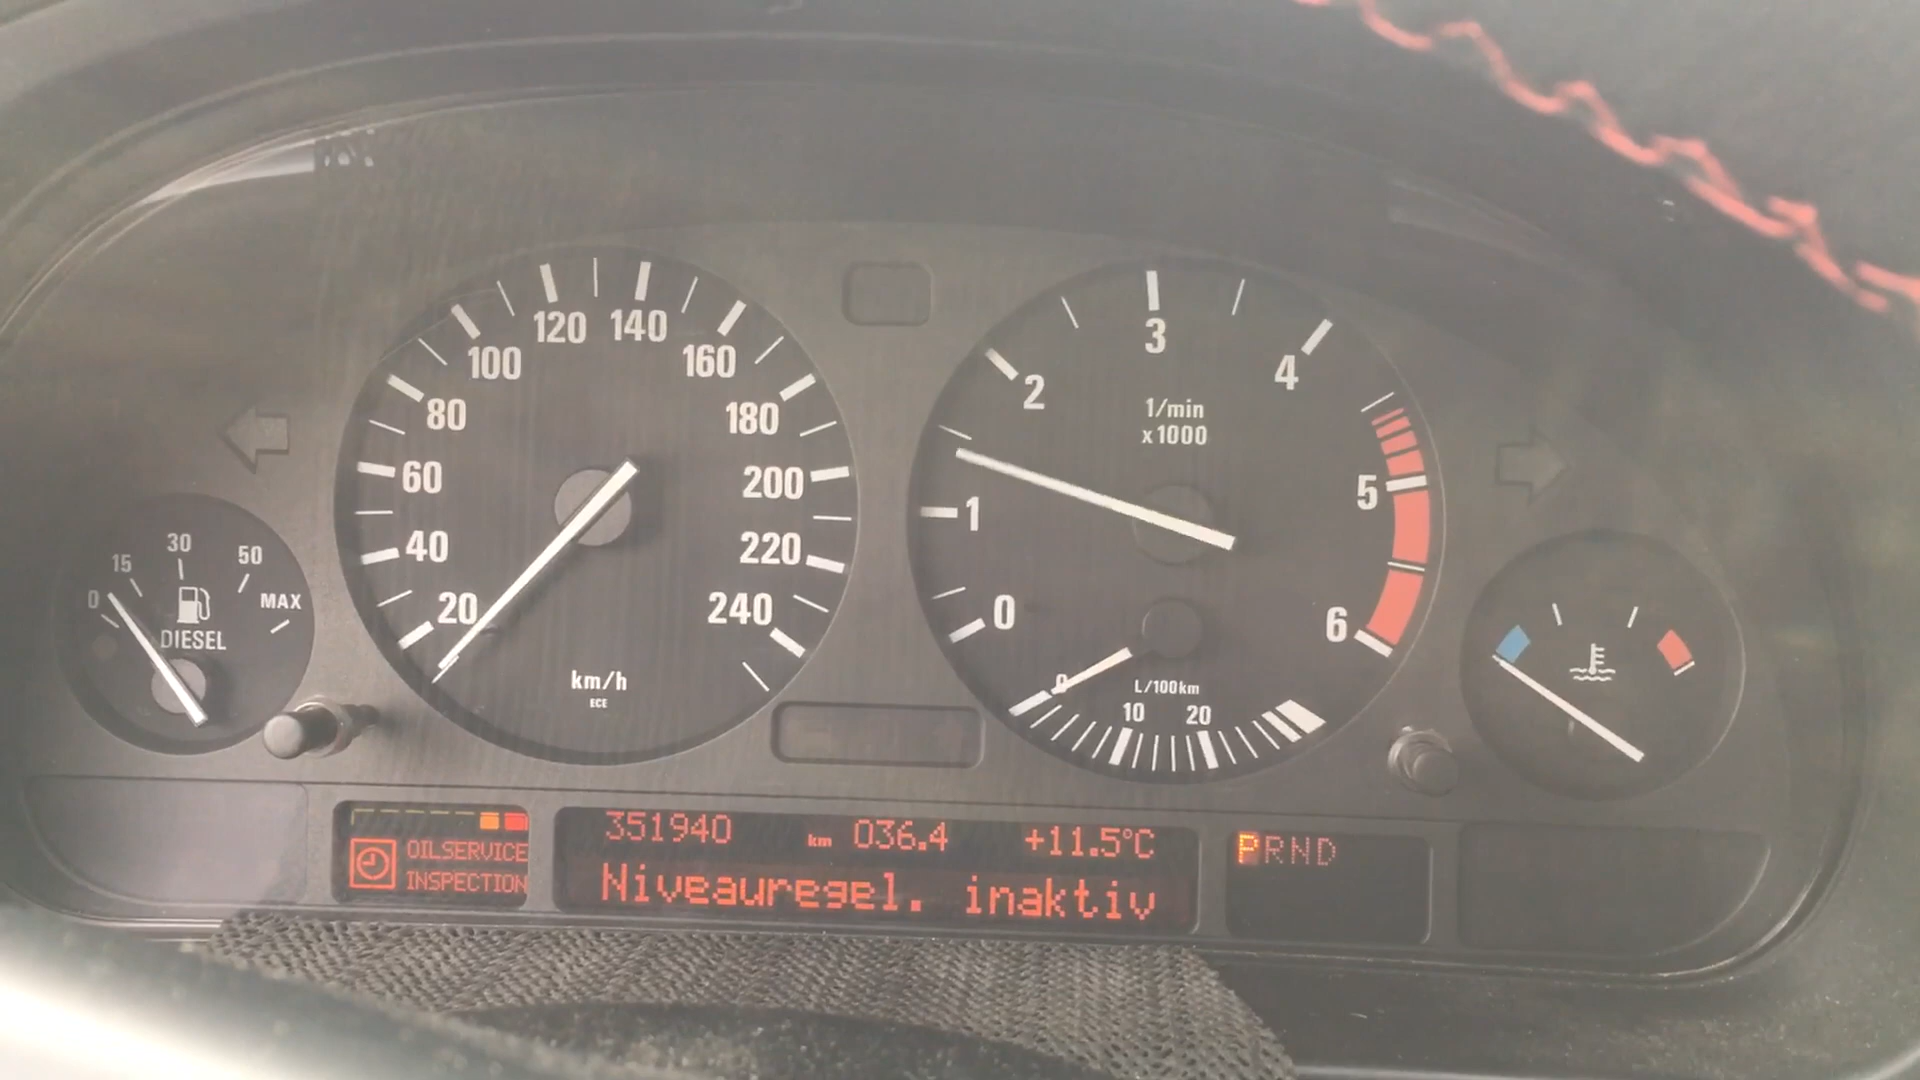 120 140
100 160
80 180
60 200
40 220
20 240
km/h
ECE
3
2 4
1/min
x1000
1 5
0 6
0
L/100km
10 20
30
15 50
0 MAX
DIESEL
OILSERVICE
INSPECTION
351940 km 036.4 +11.5°C
Niveauregel. inaktiv
PRND